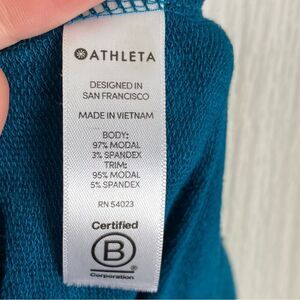 ATHLETA
DESIGNED IN
SAN FRANCISCO
MADE IN VIETNAM
BODY:
97% MODAL
3% SPANDEX
TRIM:
95% MODAL
5% SPANDEX
RN 54023
Certified
B
Corporation